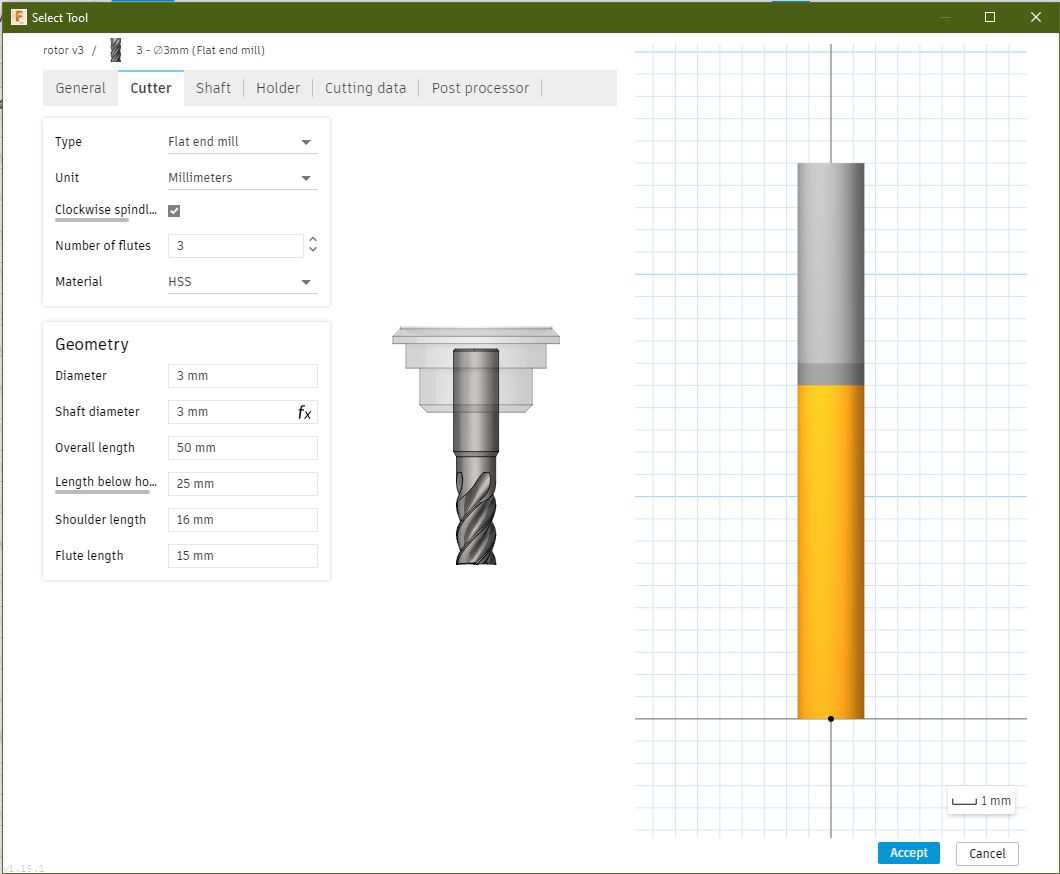 Select Tool
rotor v3 / 3 - Ø3mm (Flat end mill)
General Cutter Shaft Holder Cutting data Post processor
Type Flat end mill
Unit Millimeters
Clockwise spindl...
Number of flutes 3
Material HSS
Geometry
Diameter 3 mm
Shaft diameter 3 mm fx
Overall length 50 mm
Length below ho... 25 mm
Shoulder length 16 mm
Flute length 15 mm
1 mm
Accept Cancel